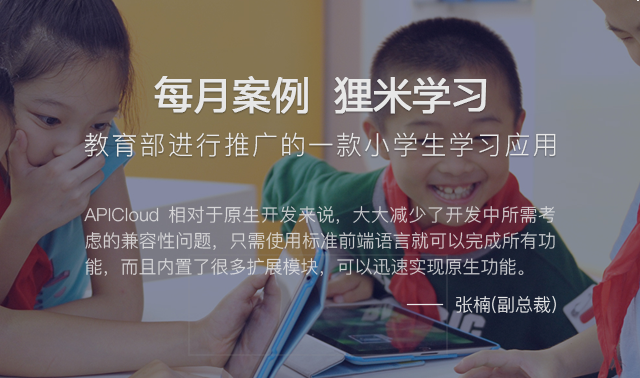 每月案例 狸米学习
教育部进行推广的一款小学生学习应用
APICloud 相对于原生开发来说，大大减少了开发中所需考
虑的兼容性问题，只需使用标准前端语言就可以完成所有功
能，而且内置了很多扩展模块，可以迅速实现原生功能。
—— 张楠(副总裁)